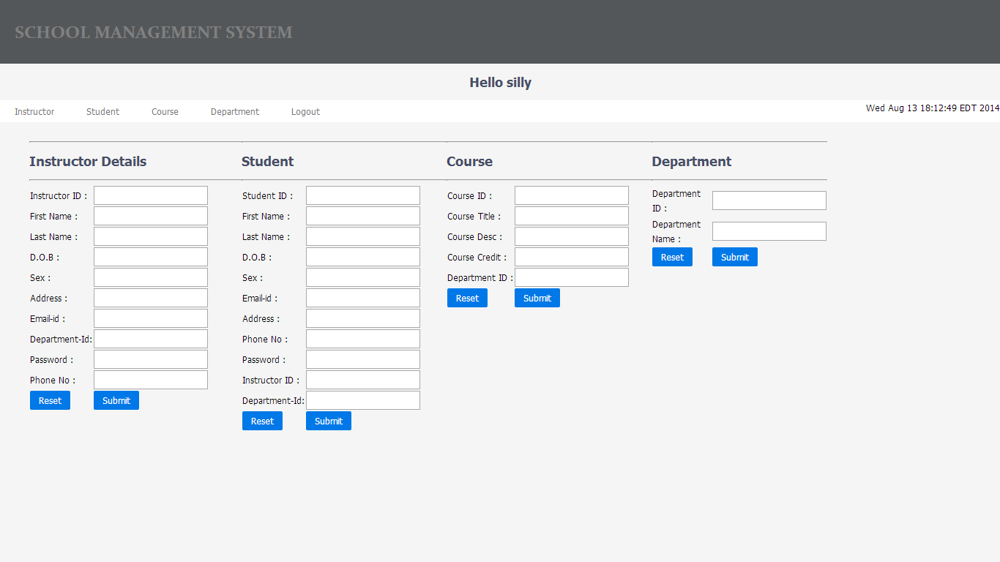 SCHOOL MANAGEMENT SYSTEM
Hello silly
Instructor Student Course Department Logout
Wed Aug 13 18:12:49 EDT 2014
Instructor Details
Instructor ID :
First Name :
Last Name :
D.O.B :
Sex :
Address :
Email-id :
Department-Id:
Password :
Phone No :
Reset Submit
Student
Student ID :
First Name :
Last Name :
D.O.B :
Sex :
Email-id :
Address :
Phone No :
Password :
Instructor ID :
Department-Id:
Reset Submit
Course
Course ID :
Course Title :
Course Desc :
Course Credit :
Department ID :
Reset Submit
Department
Department
ID :
Department
Name :
Reset Submit